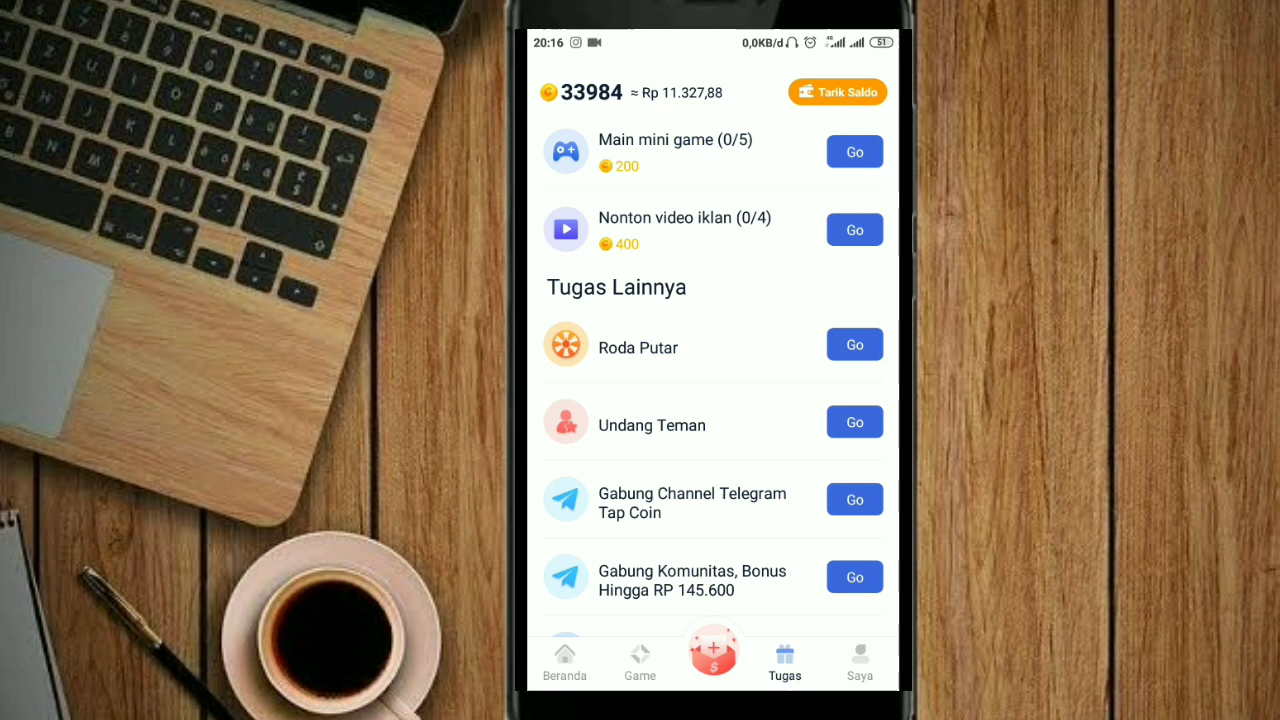 20:16
0,0KB/d 4G 51
33984 ≈ Rp 11.327,88
Tarik Saldo
Main mini game (0/5)
200
Go
Nonton video iklan (0/4)
400
Go
Tugas Lainnya
Roda Putar
Go
Undang Teman
Go
Gabung Channel Telegram
Tap Coin
Go
Gabung Komunitas, Bonus
Hingga RP 145.600
Go
Beranda
Game
Tugas
Saya